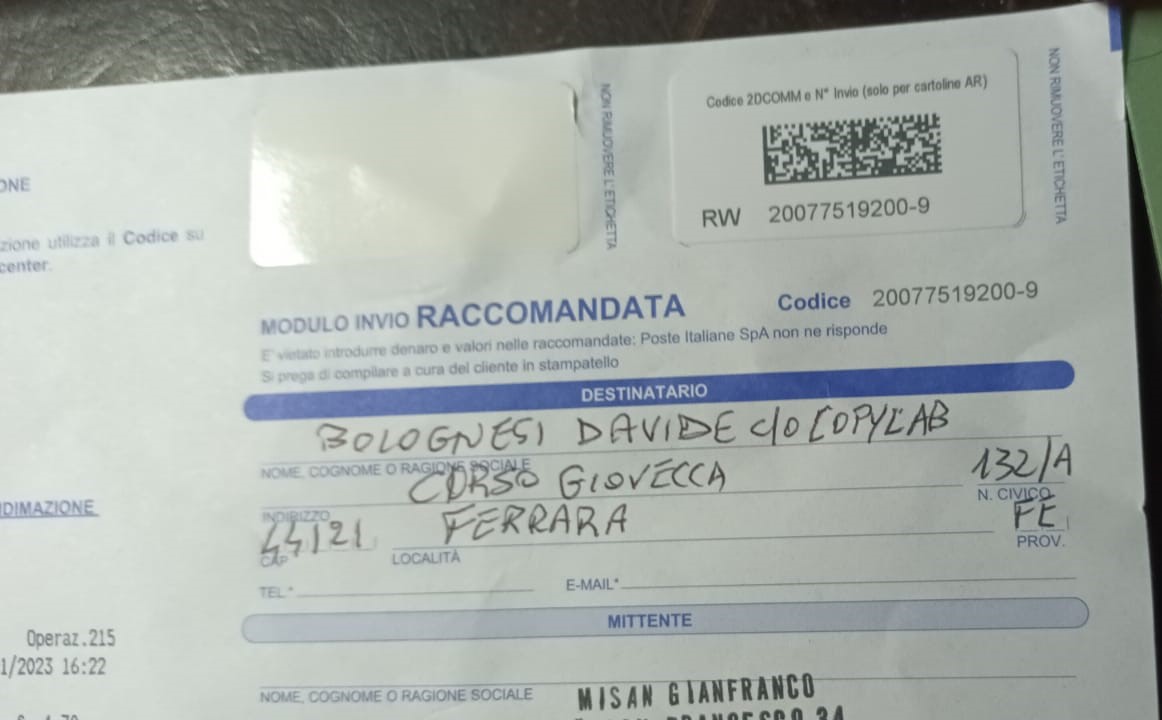 NON RIMUOVERE L'ETICHETTA
Codice 2DCOMM e N° Invio (solo per cartoline AR)
RW 20077519200-9
NON RIMUOVERE L'ETICHETTA
ONE
zione utilizza il Codice su
center.
MODULO INVIO RACCOMANDATA
Codice 20077519200-9
E' vietato introdurre denaro e valori nelle raccomandate: Poste Italiane SpA non ne risponde
Si prega di compilare a cura del cliente in stampatello
DESTINATARIO
BOLOGNESI DAVIDE c/o COPYLAB
NOME, COGNOME O RAGIONE SOCIALE
CORSO GIOVECCA 132/A
INDIRIZZO N. CIVICO
DIMAZIONE
44121 FERRARA FE
CAP LOCALITÀ PROV.
TEL.* E-MAIL*
MITTENTE
Operaz.215
1/2023 16:22
NOME, COGNOME O RAGIONE SOCIALE MISAN GIANFRANCO
FRANCESCO 34